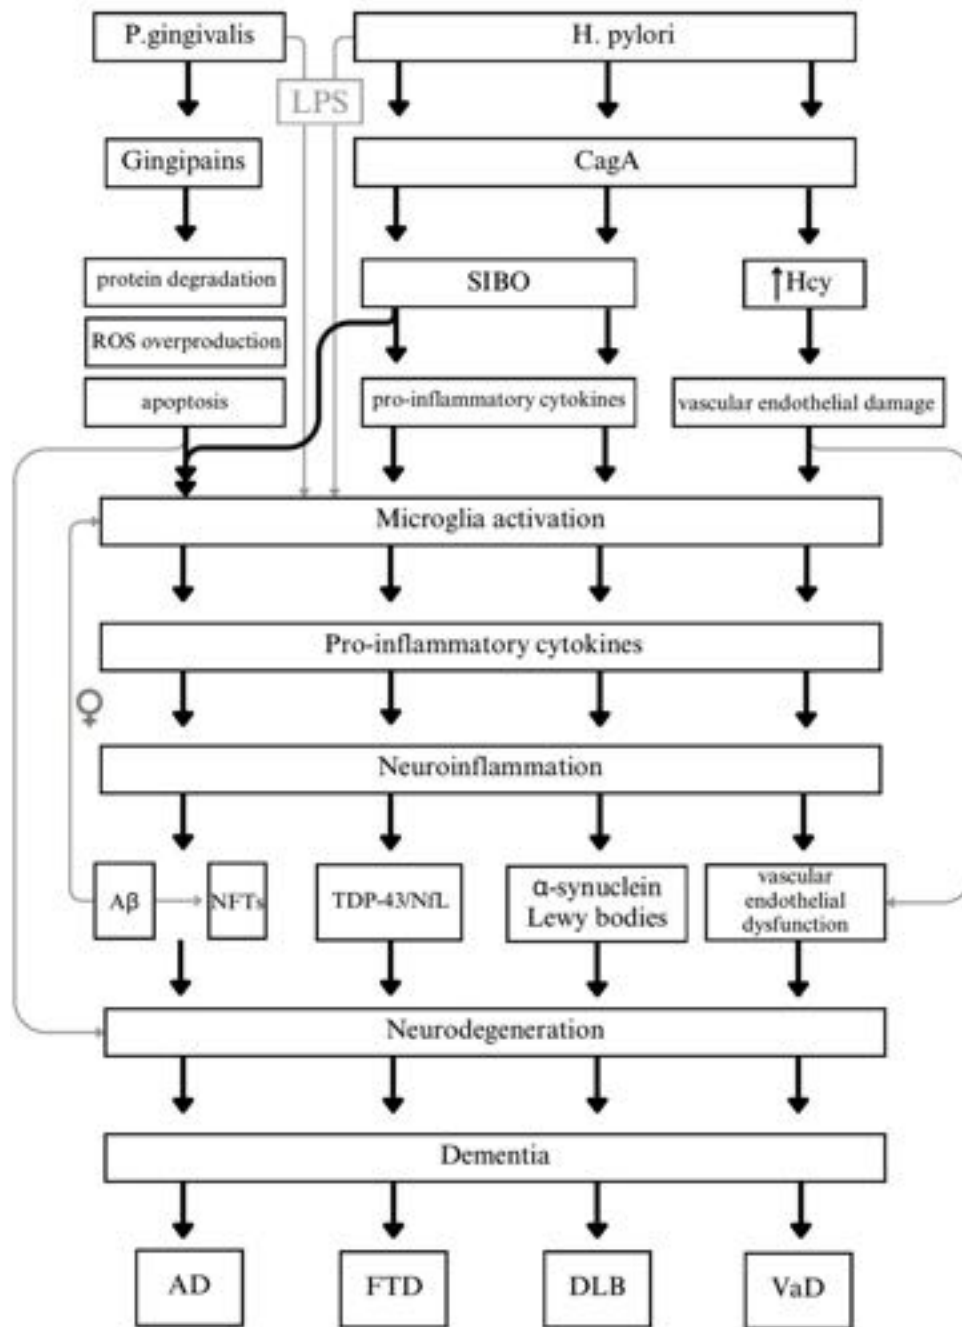 P.gingivalis
H. pylori
LPS
Gingipains
CagA
protein degradation
SIBO
↑Hcy
ROS overproduction
apoptosis
pro-inflammatory cytokines
vascular endothelial damage
Microglia activation
Pro-inflammatory cytokines
♀
Neuroinflammation
Aβ
NFTs
TDP-43/NfL
α-synuclein
Lewy bodies
vascular
endothelial
dysfunction
Neurodegeneration
Dementia
AD
FTD
DLB
VaD